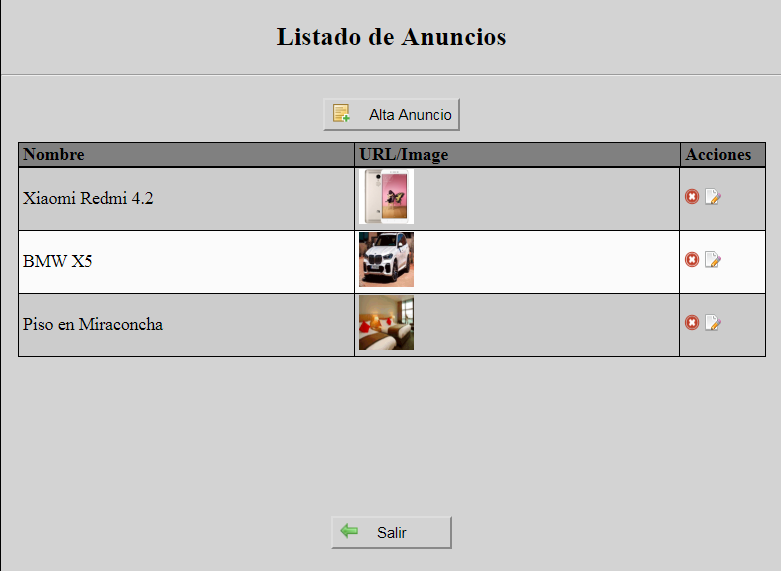 Listado de Anuncios
Alta Anuncio
Nombre URL/Image Acciones
Xiaomi Redmi 4.2
BMW X5
Piso en Miraconcha
Salir